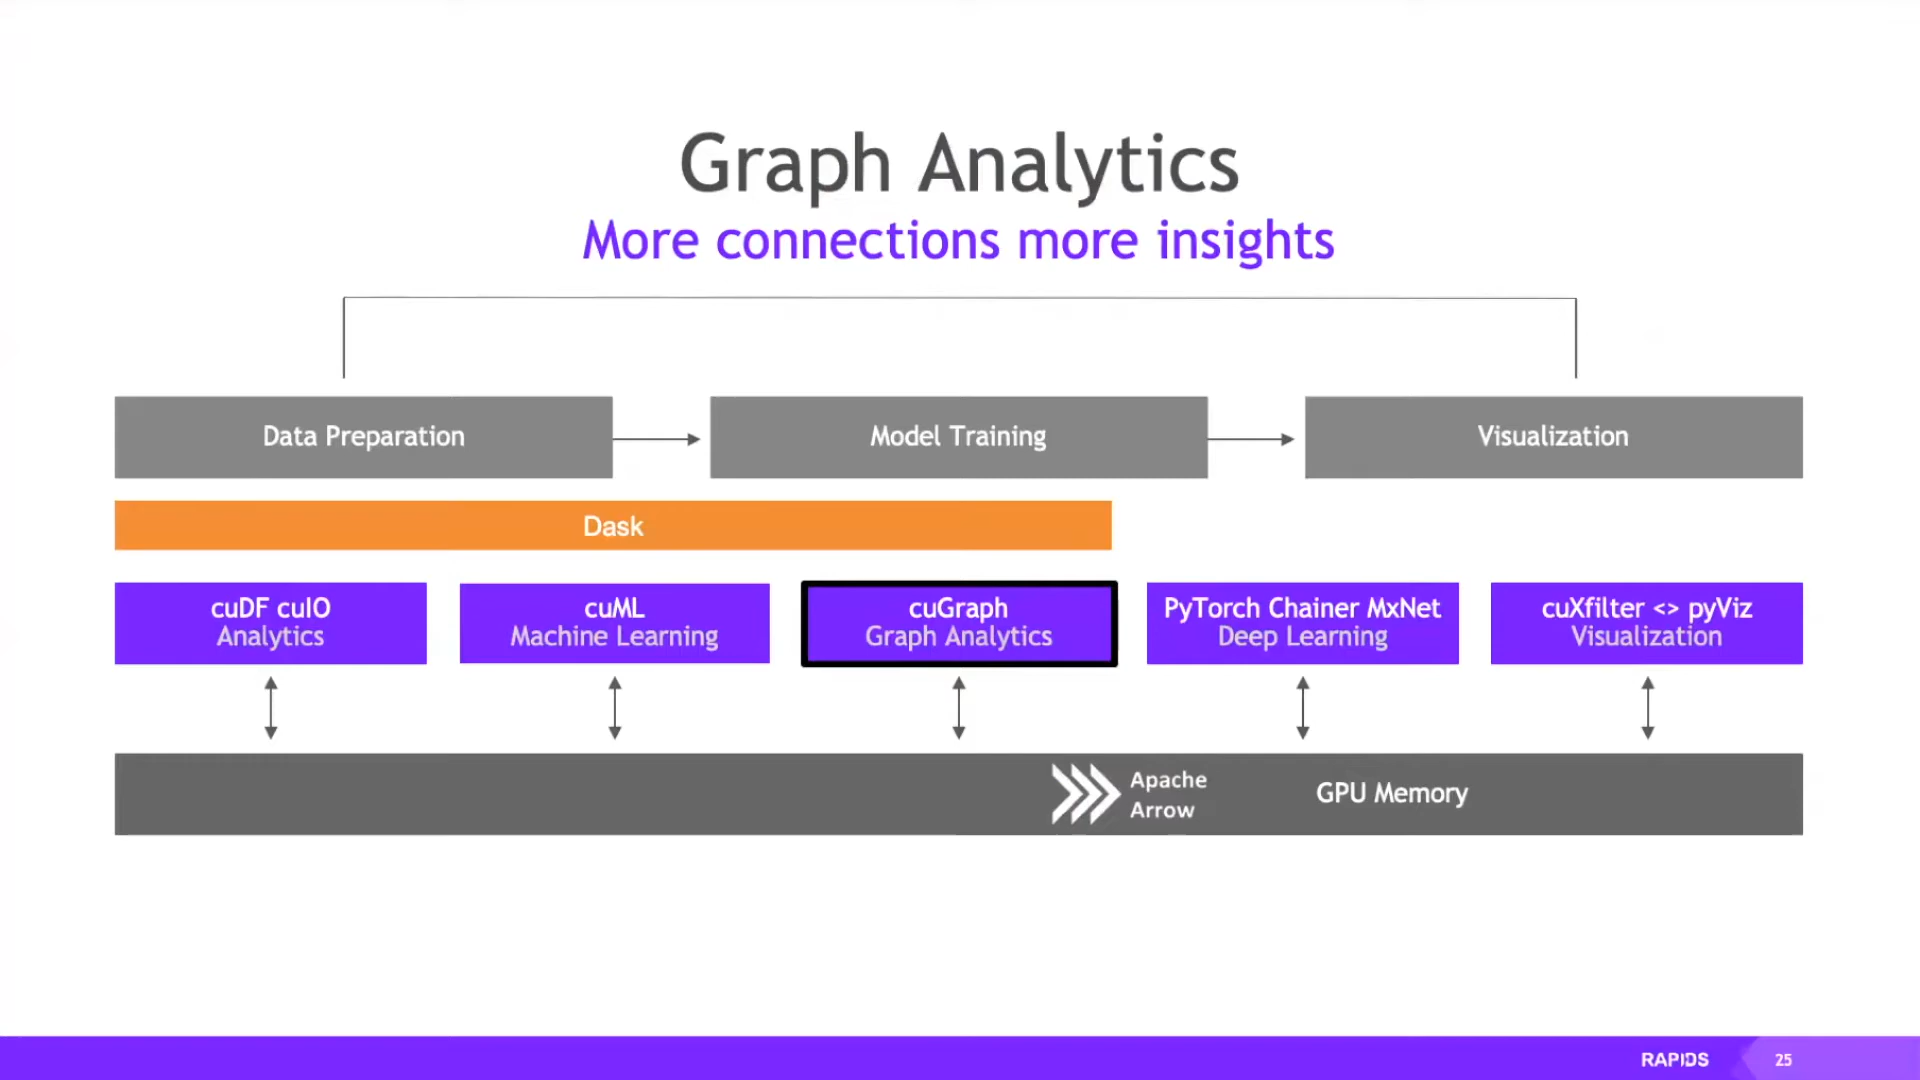 Graph Analytics
More connections more insights
Data Preparation
Model Training
Visualization
Dask
cuDF cuIO
Analytics
cuML
Machine Learning
cuGraph
Graph Analytics
PyTorch Chainer MxNet
Deep Learning
cuXfilter <> pyViz
Visualization
Apache
Arrow
GPU Memory
RAPIDS
25